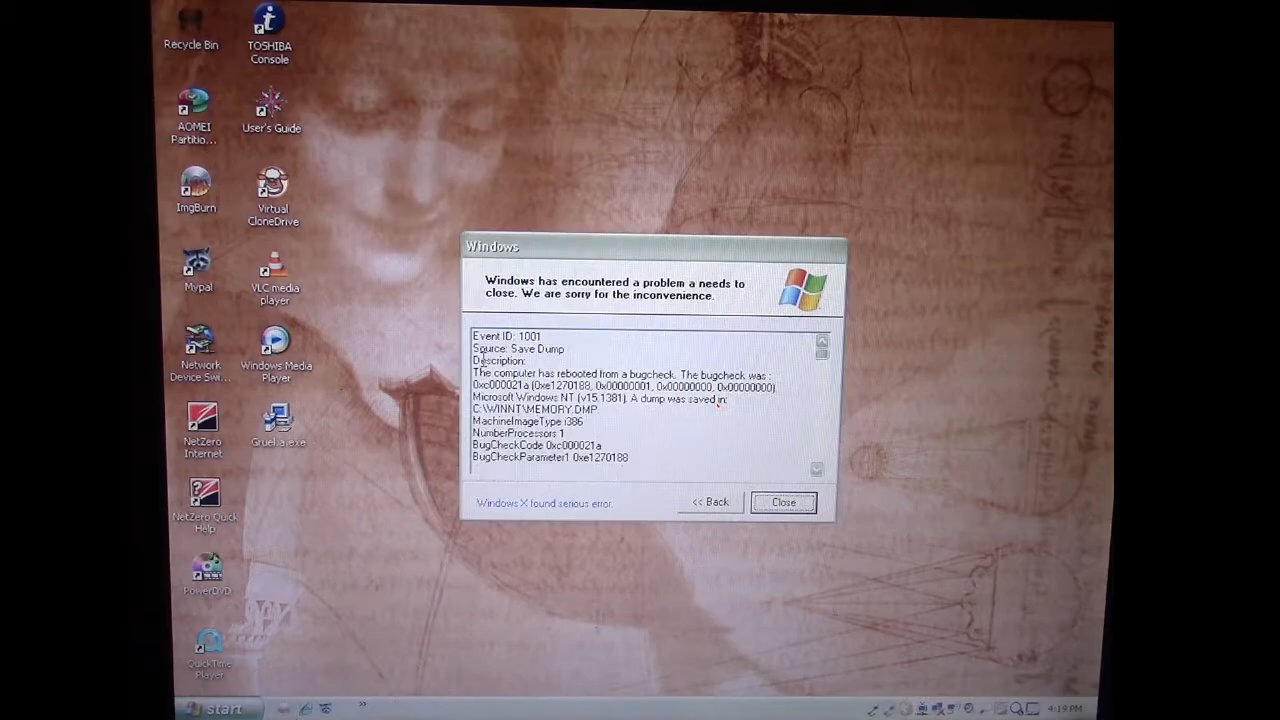 Recycle Bin
TOSHIBA
Console
AOMEI
Partitio...
User's Guide
ImgBurn
Virtual
CloneDrive
Mypal
VLC media
player
Network
Device Swi...
Windows Media
Player
NetZero
Internet
Gruel.a.exe
NetZero Quick
Help
PowerDVD
QuickTime
Player
Windows
Windows has encountered a problem a needs to
close. We are sorry for the inconvenience.
Event ID: 1001
Source: Save Dump
Description:
The computer has rebooted from a bugcheck. The bugcheck was :
0xc000021a (0xe1270188, 0x00000001, 0x00000000, 0x00000000).
Microsoft Windows NT (v15.1381). A dump was saved in:
C:\WINNT\MEMORY.DMP.
MachineImageType i386
NumberProcessors 1
BugCheckCode 0xc000021a
BugCheckParameter1 0xe1270188
Windows X found serious error.
<< Back
Close
start
4:19 PM